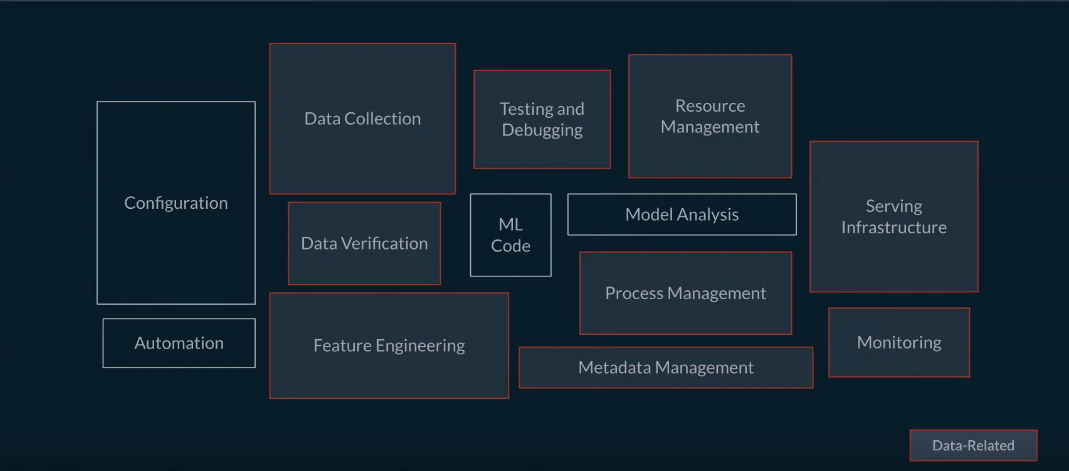 Data Collection
Testing and
Debugging
Resource
Management
Configuration
Data Verification
ML
Code
Model Analysis
Serving
Infrastructure
Process Management
Automation
Feature Engineering
Metadata Management
Monitoring
Data-Related